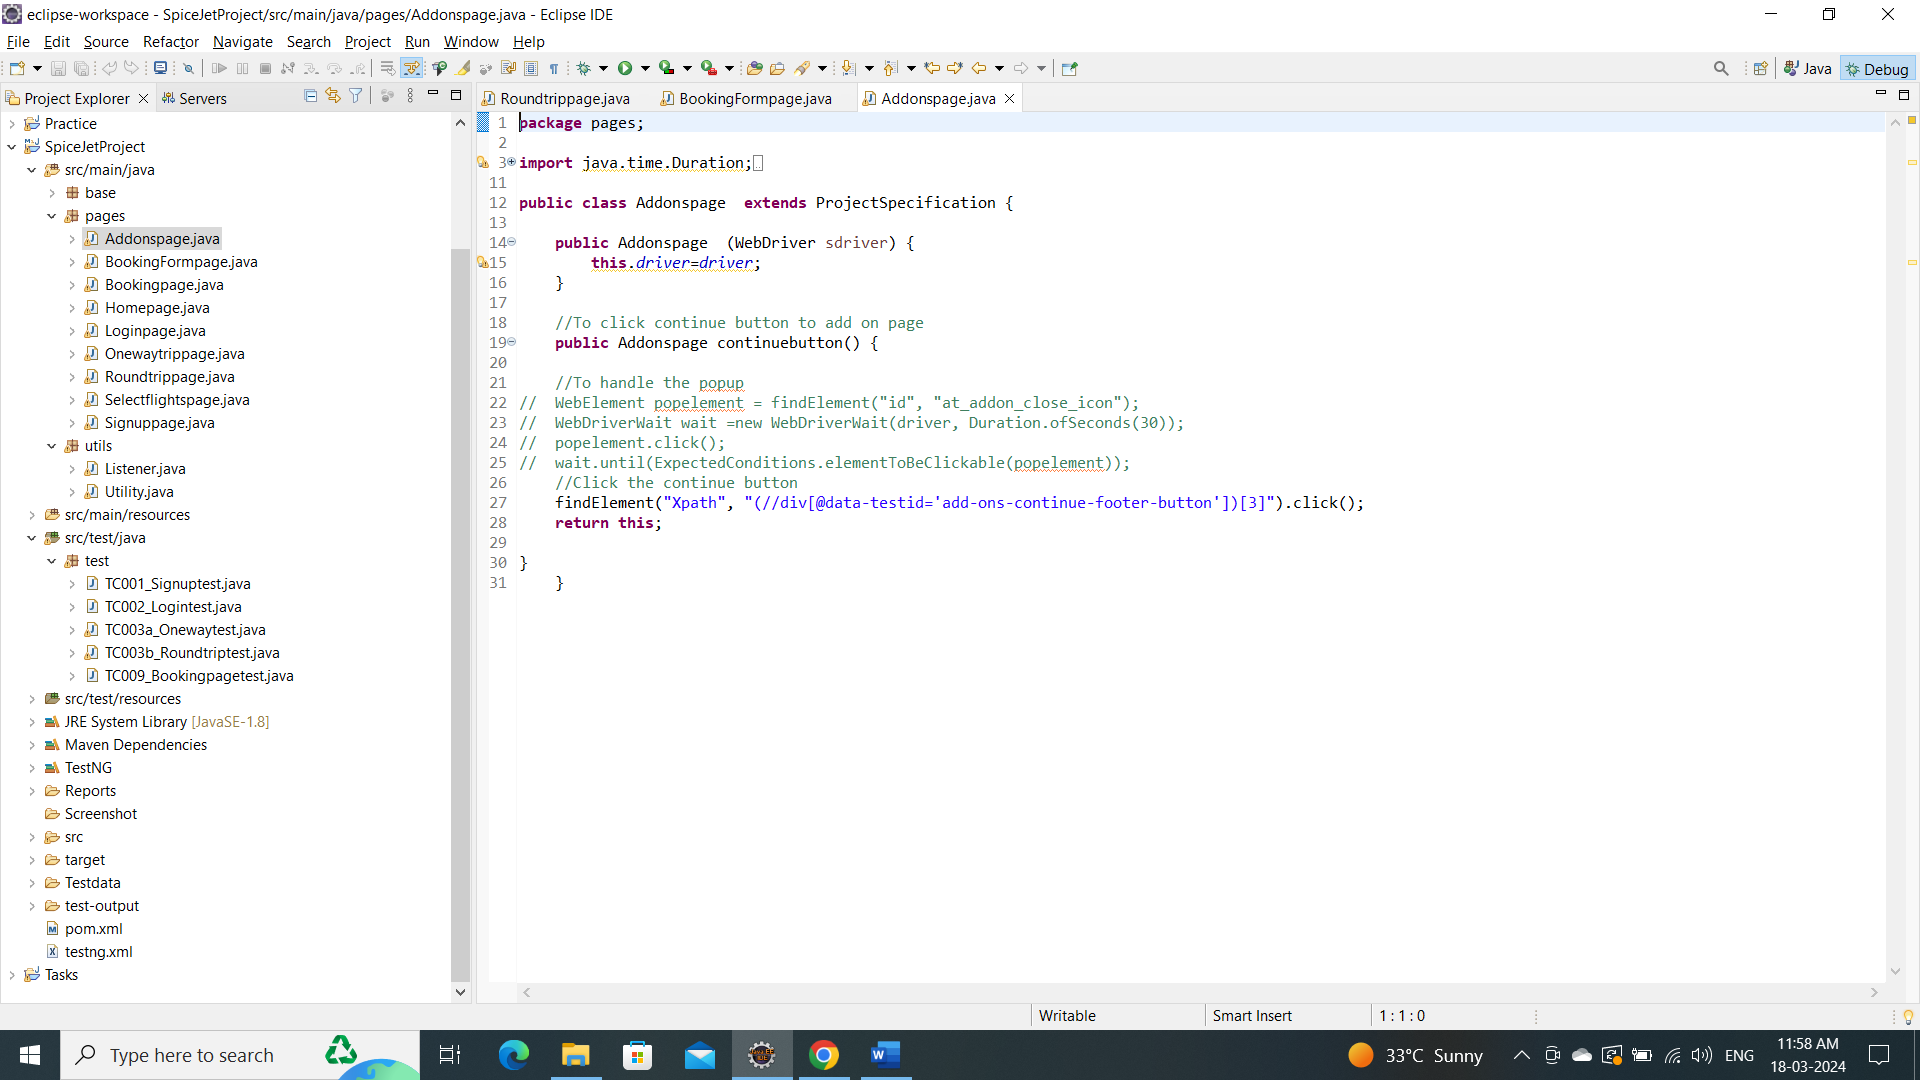 eclipse-workspace - SpiceJetProject/src/main/java/pages/Addonspage.java - Eclipse IDE
File Edit Source Refactor Navigate Search Project Run Window Help
Java Debug
Project Explorer Servers
Roundtrippage.java BookingFormpage.java Addonspage.java
Practice
SpiceJetProject
src/main/java
base
pages
Addonspage.java
BookingFormpage.java
Bookingpage.java
Homepage.java
Loginpage.java
Onewaytrippage.java
Roundtrippage.java
Selectflightspage.java
Signuppage.java
utils
Listener.java
Utility.java
src/main/resources
src/test/java
test
TC001_Signuptest.java
TC002_Logintest.java
TC003a_Onewaytest.java
TC003b_Roundtriptest.java
TC009_Bookingpagetest.java
src/test/resources
JRE System Library [JavaSE-1.8]
Maven Dependencies
TestNG
Reports
Screenshot
src
target
Testdata
test-output
pom.xml
testng.xml
Tasks
1 package pages;
2
3 import java.time.Duration;
11
12 public class Addonspage  extends ProjectSpecification {
13
14     public Addonspage  (WebDriver sdriver) {
15         this.driver=driver;
16     }
17
18     //To click continue button to add on page
19     public Addonspage continuebutton() {
20
21     //To handle the popup
22 //  WebElement popelement = findElement("id", "at_addon_close_icon");
23 //  WebDriverWait wait =new WebDriverWait(driver, Duration.ofSeconds(30));
24 //  popelement.click();
25 //  wait.until(ExpectedConditions.elementToBeClickable(popelement));
26     //Click the continue button
27     findElement("Xpath", "(//div[@data-testid='add-ons-continue-footer-button'])[3]").click();
28     return this;
29
30 }
31     }
Writable Smart Insert 1 : 1 : 0
Type here to search
33°C Sunny ENG
11:58 AM
18-03-2024